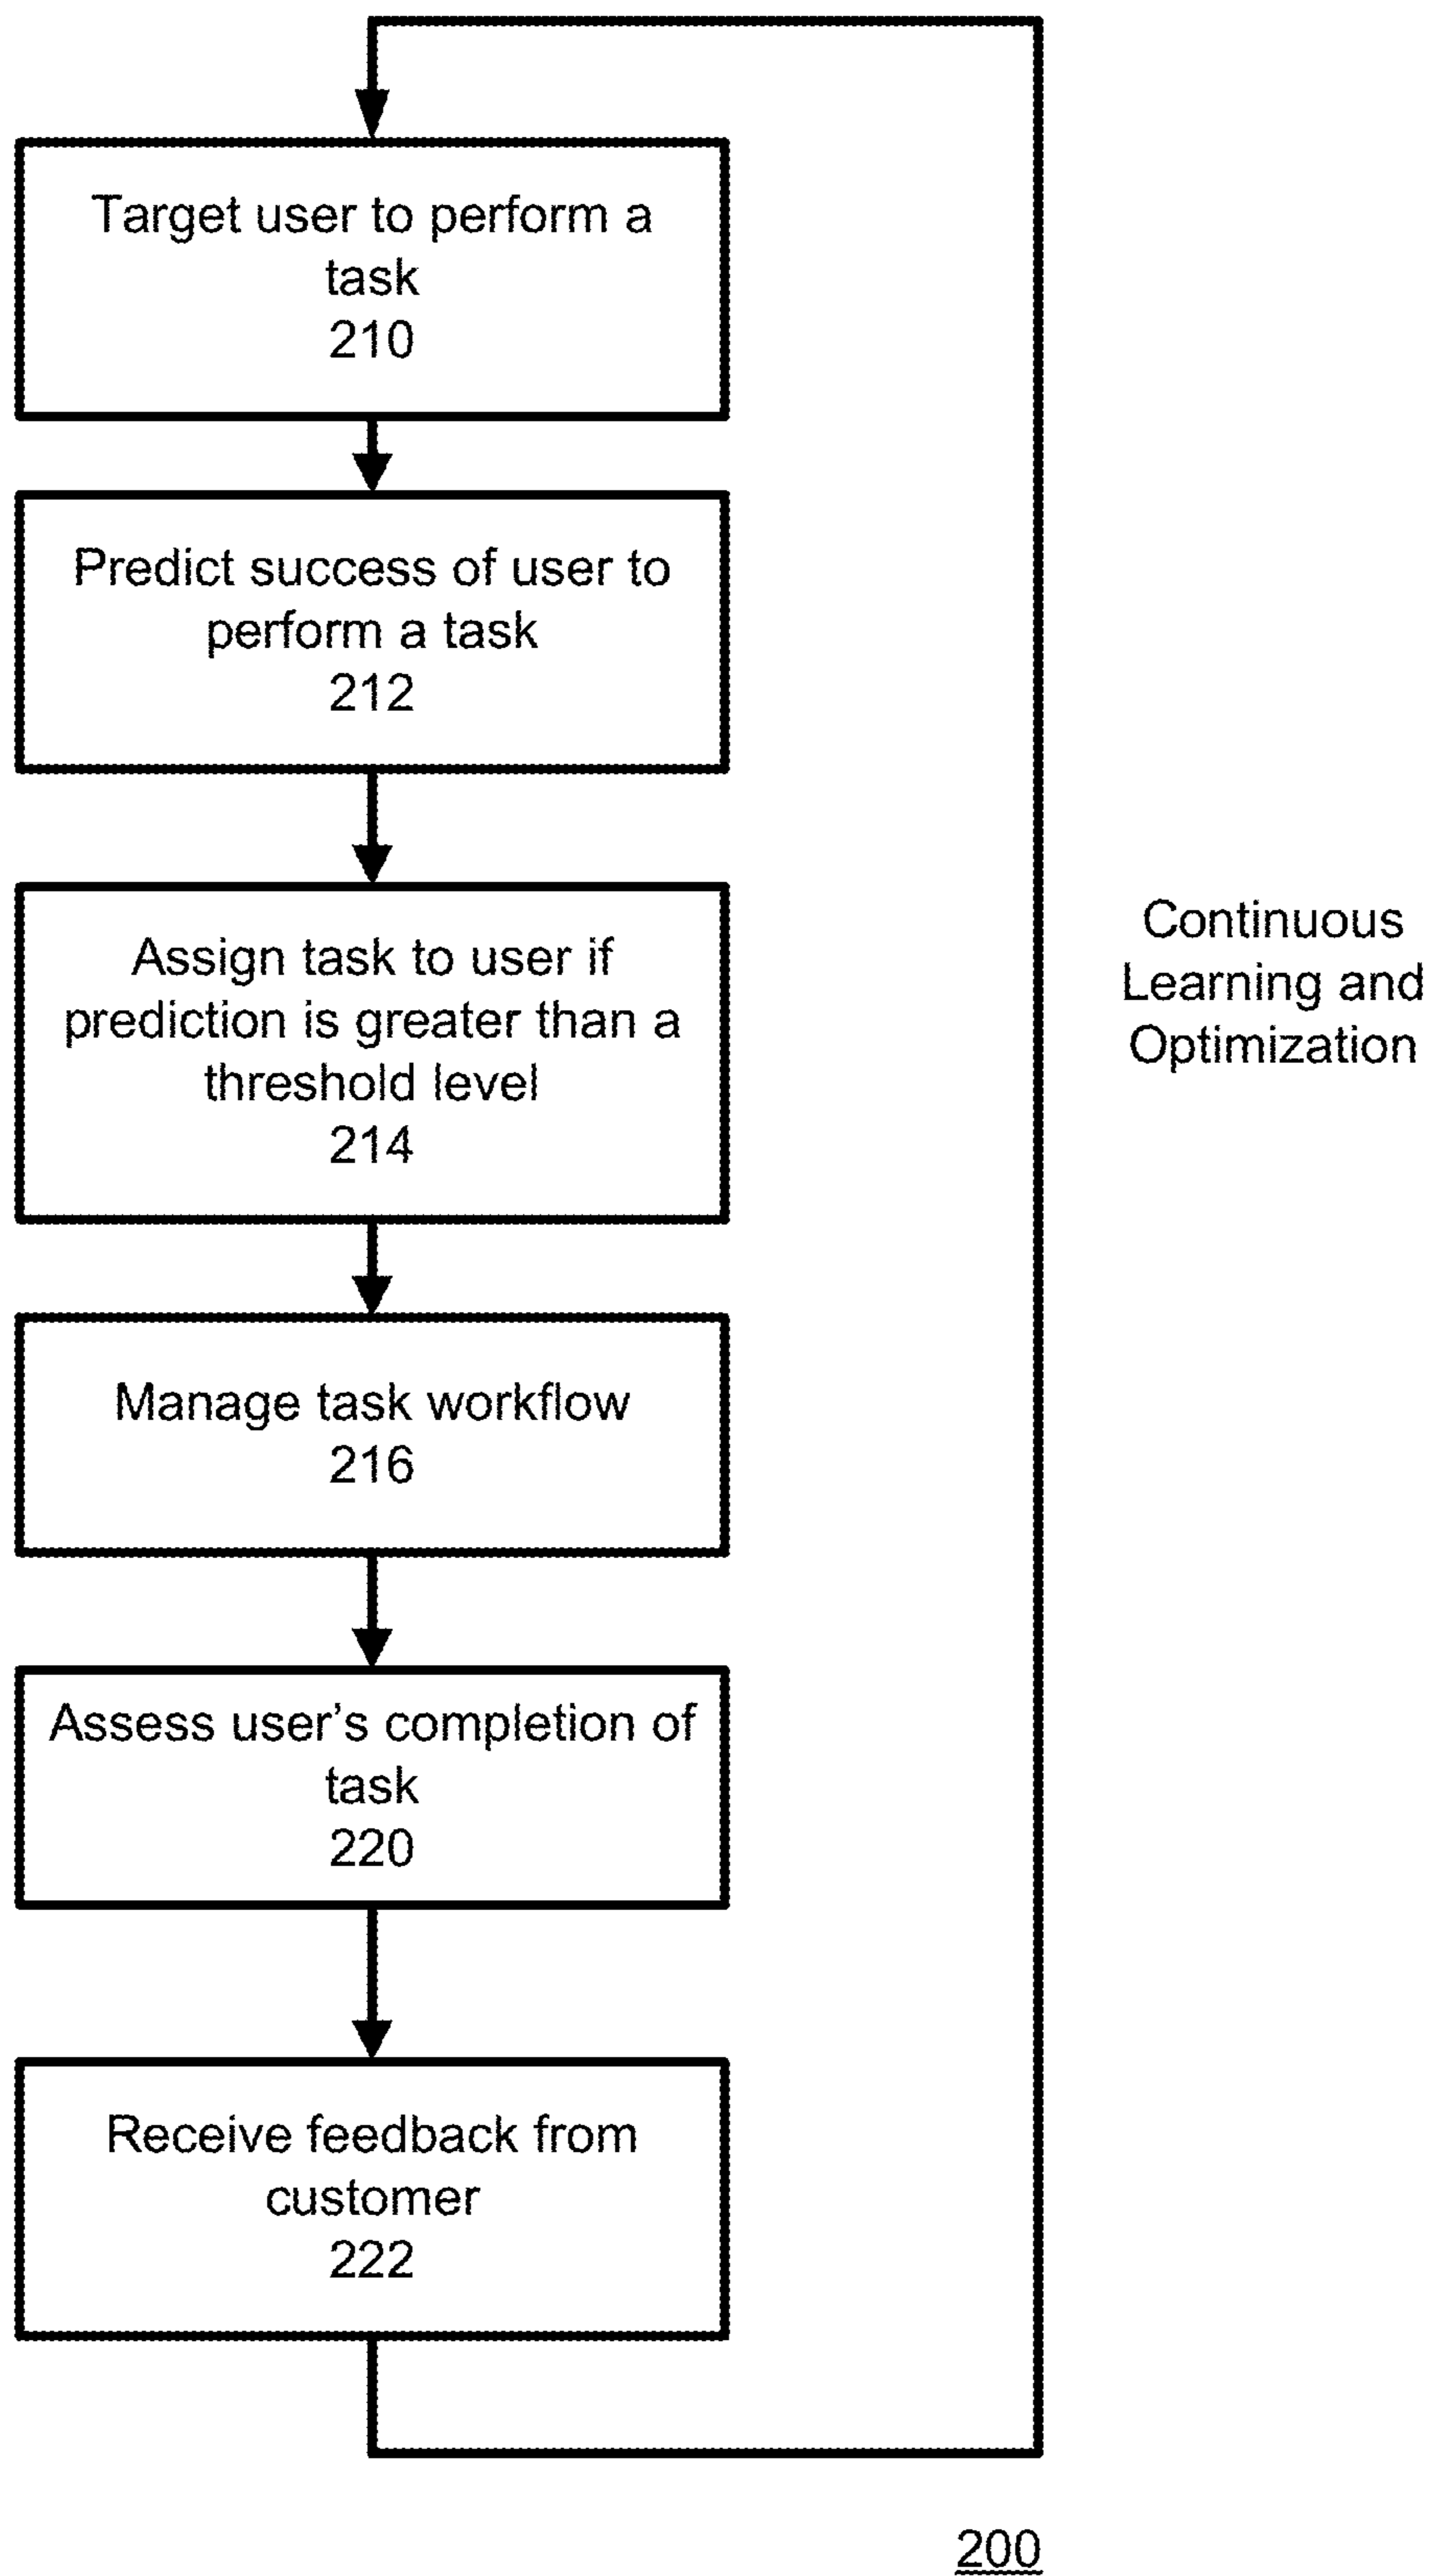 Target user to perform a
task
210
Predict success of user to
perform a task
212
Assign task to user if
prediction is greater than a
threshold level
214
Continuous
Learning and
Optimization
Manage task workflow
216
Assess user’s completion of
task
220
Receive feedback from
customer
222
200